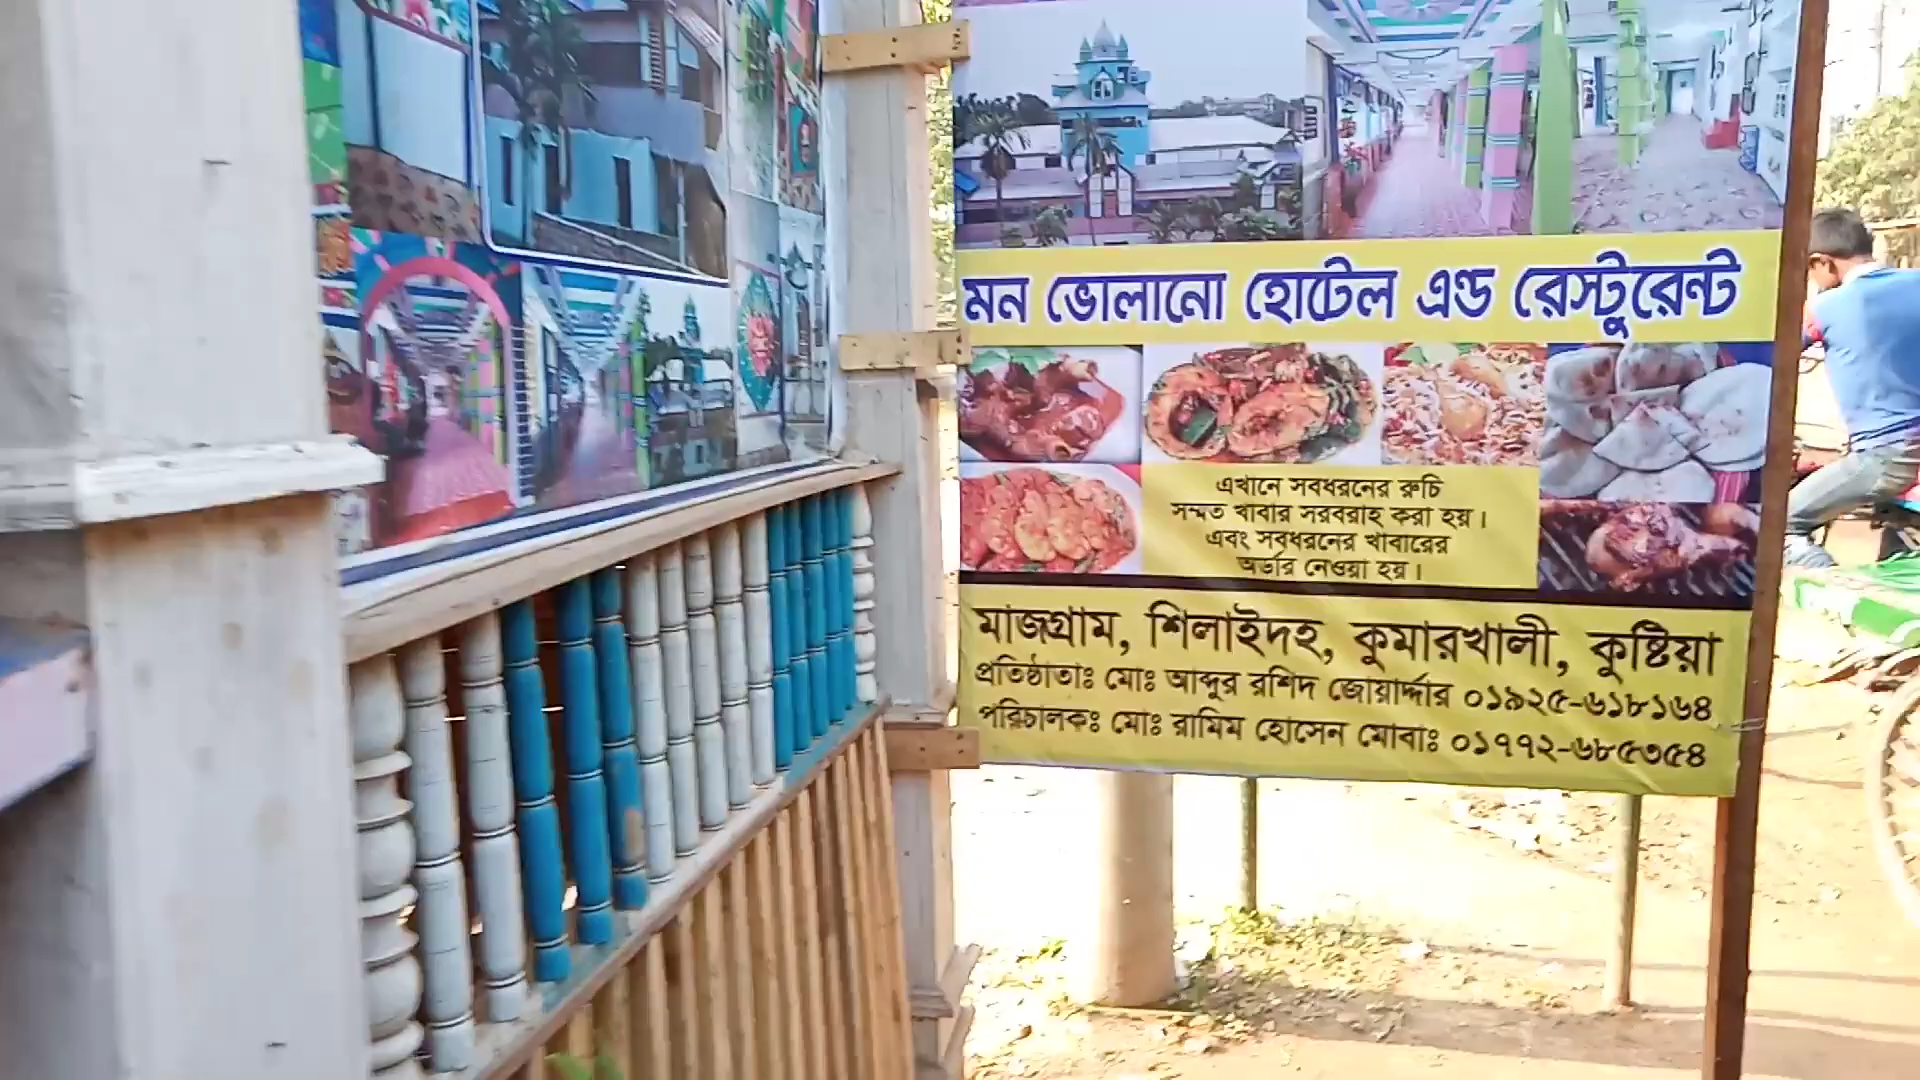 মন ভোলানো হোটেল এন্ড রেস্টুরেন্ট
এখানে সবধরনের রুচি
সম্মত খাবার সরবরাহ করা হয়।
এবং সবধরনের খাবারের
অর্ডার নেওয়া হয়।
মাজগ্রাম, শিলাইদহ, কুমারখালী, কুষ্টিয়া
প্রতিষ্ঠাতাঃ মোঃ আব্দুর রশিদ জোয়ার্দ্দার ০১৯২৫-৬১৮১৬৪
পরিচালকঃ মোঃ রামিম হোসেন মোবাঃ ০১৭৭২-৬৮৫৩৫৪